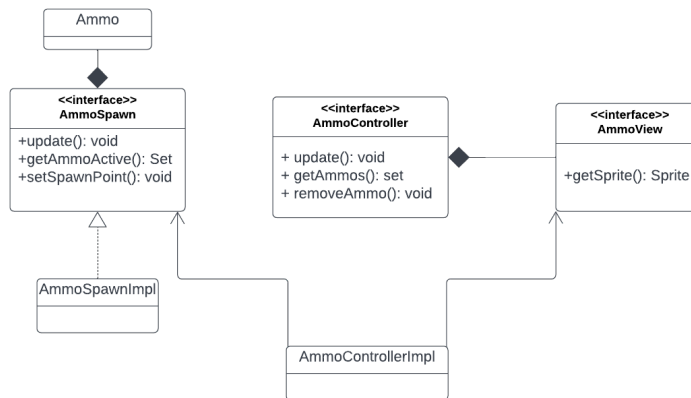 Ammo
<<interface>>
AmmoSpawn
+update(): void
+getAmmoActive(): Set
+setSpawnPoint(): void
<<interface>>
AmmoController
+ update(): void
+ getAmmos(): set
+ removeAmmo(): void
<<interface>>
AmmoView
+getSprite(): Sprite
AmmoSpawnImpl
AmmoControllerImpl